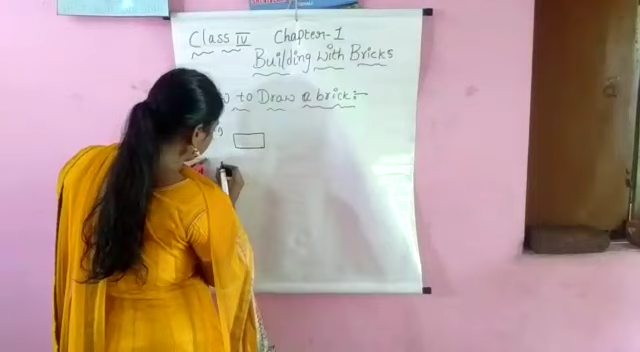 Class IV Chapter-1
Building with Bricks
to Draw a brick:-